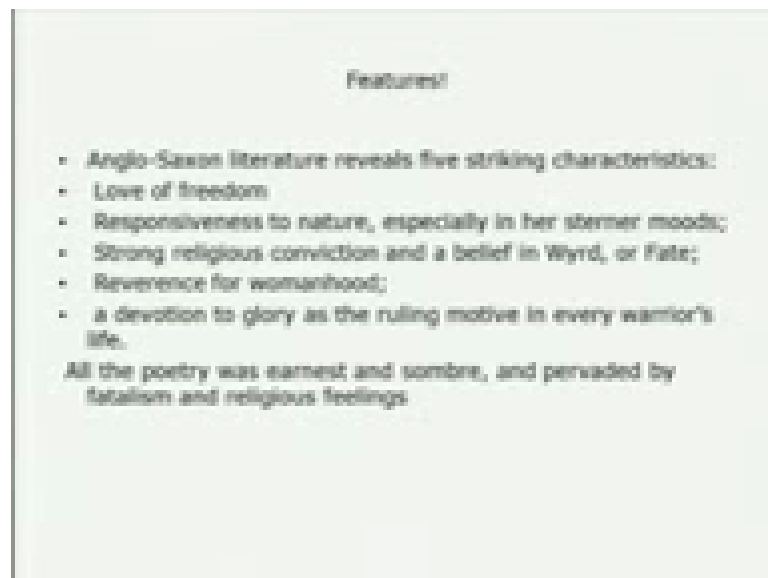 Features!
• Anglo-Saxon literature reveals five striking characteristics:
• Love of freedom
• Responsiveness to nature, especially in her sterner moods;
• Strong religious conviction and a belief in Wyrd, or Fate;
• Reverence for womanhood;
• a devotion to glory as the ruling motive in every warrior's
life.
All the poetry was earnest and sombre, and pervaded by
fatalism and religious feelings